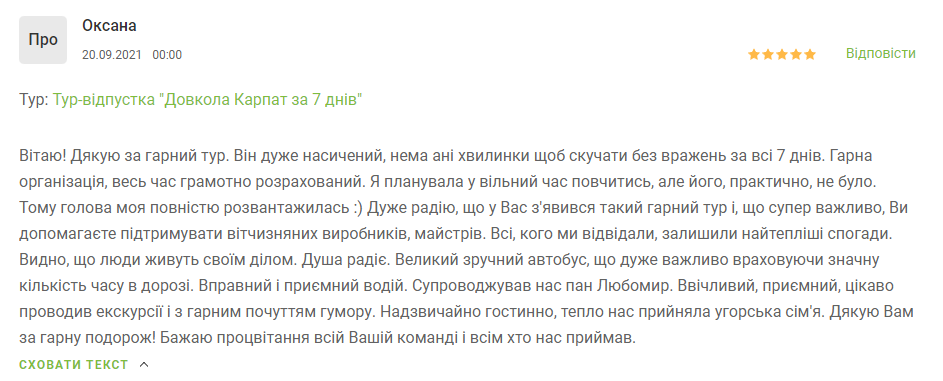 Про
Оксана
20.09.2021 00:00
Відповісти
Тур: Тур-відпустка "Довкола Карпат за 7 днів"
Вітаю! Дякую за гарний тур. Він дуже насичений, нема ані хвилинки щоб скучати без вражень за всі 7 днів. Гарна
організація, весь час грамотно розрахований. Я планувала у вільний час повчитись, але його, практично, не було.
Тому голова моя повністю розвантажилась :) Дуже радію, що у Вас з'явився такий гарний тур і, що супер важливо, Ви
допомагаєте підтримувати вітчизняних виробників, майстрів. Всі, кого ми відвідали, залишили найтепліші спогади.
Видно, що люди живуть своїм ділом. Душа радіє. Великий зручний автобус, що дуже важливо враховуючи значну
кількість часу в дорозі. Вправний і приємний водій. Супроводжував нас пан Любомир. Ввічливий, приємний, цікаво
проводив екскурсії і з гарним почуттям гумору. Надзвичайно гостинно, тепло нас прийняла угорська сім'я. Дякую Вам
за гарну подорож! Бажаю процвітання всій Вашій команді і всім хто нас приймав.
СХОВАТИ ТЕКСТ